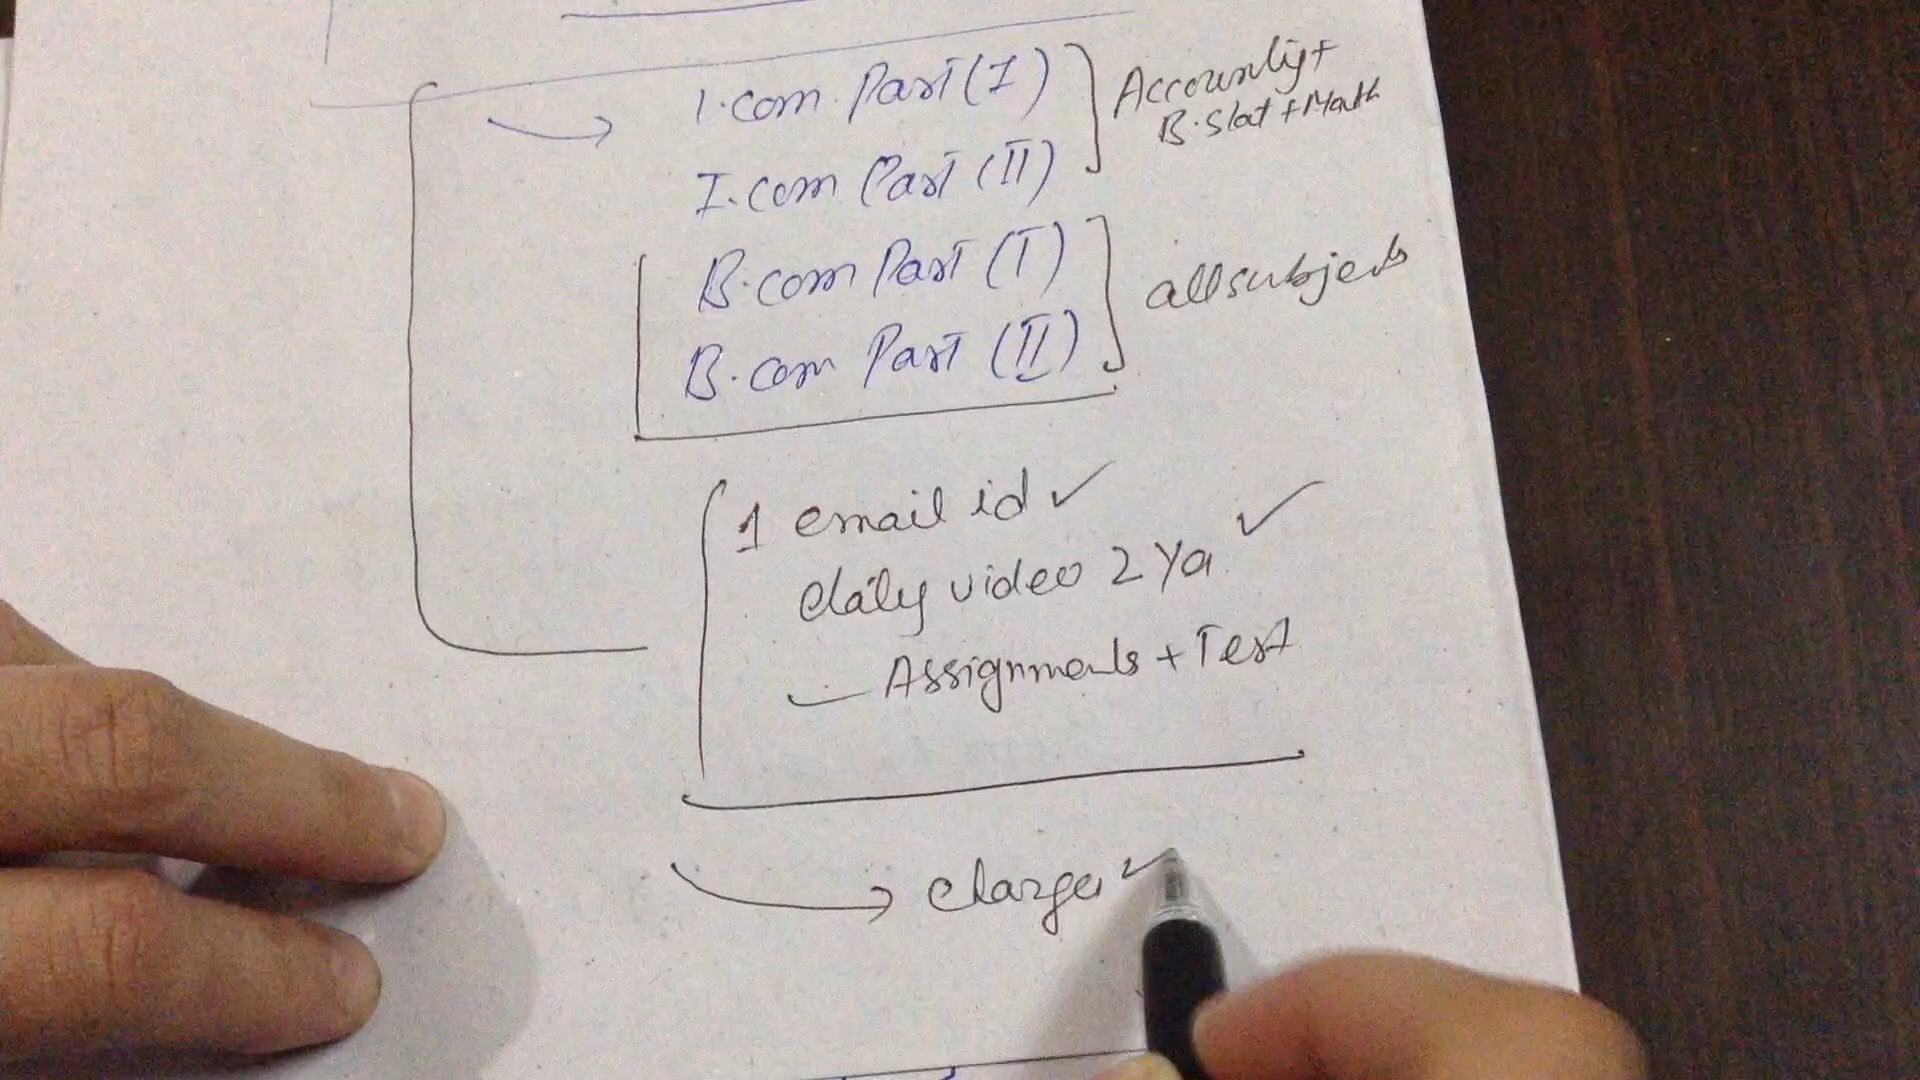 I.com Part (I)
Accounting +
B.Stat + Math
I.com Part (II)
B.com Part (I)
all subjects
B.com Part (II)
1 email id ✓
daily video 2 Ya ✓
Assignments + Test
→ charges ✓